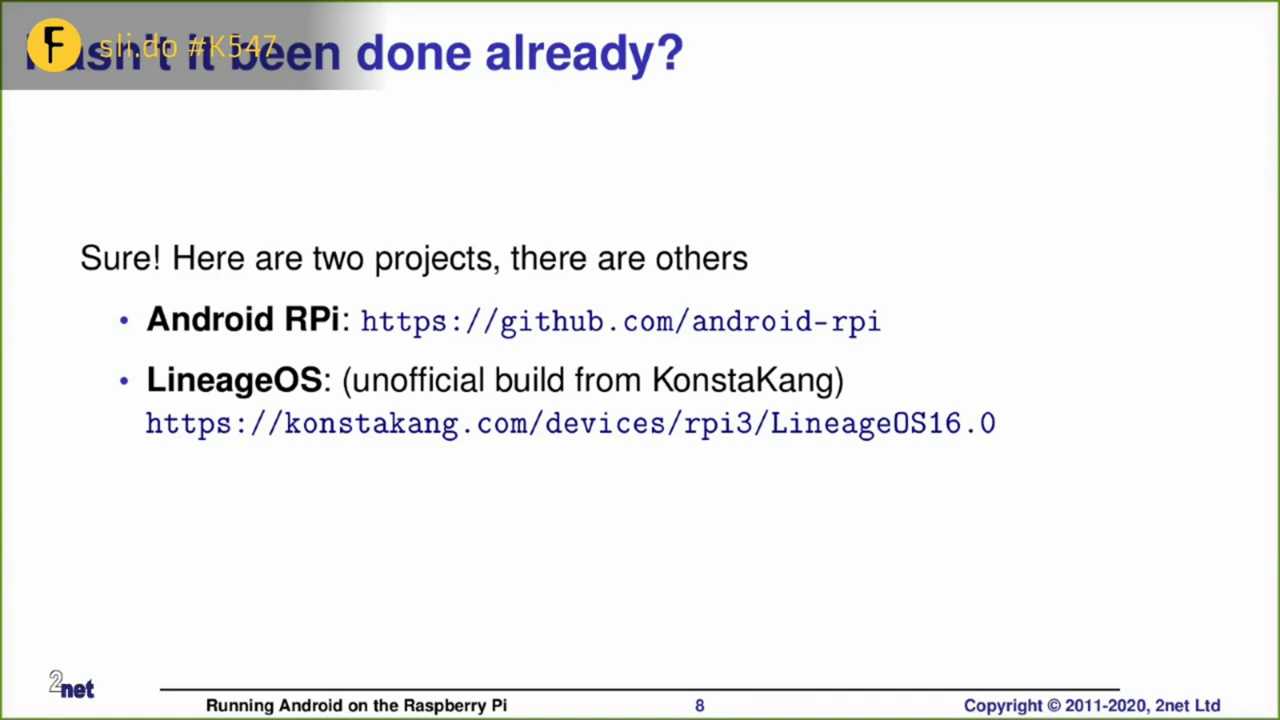 Hasn't it been done already?
F sli.do #K547
Sure! Here are two projects, there are others
• Android RPi: https://github.com/android-rpi
• LineageOS: (unofficial build from KonstaKang)
https://konstakang.com/devices/rpi3/LineageOS16.0
2net
Running Android on the Raspberry Pi 8 Copyright © 2011-2020, 2net Ltd